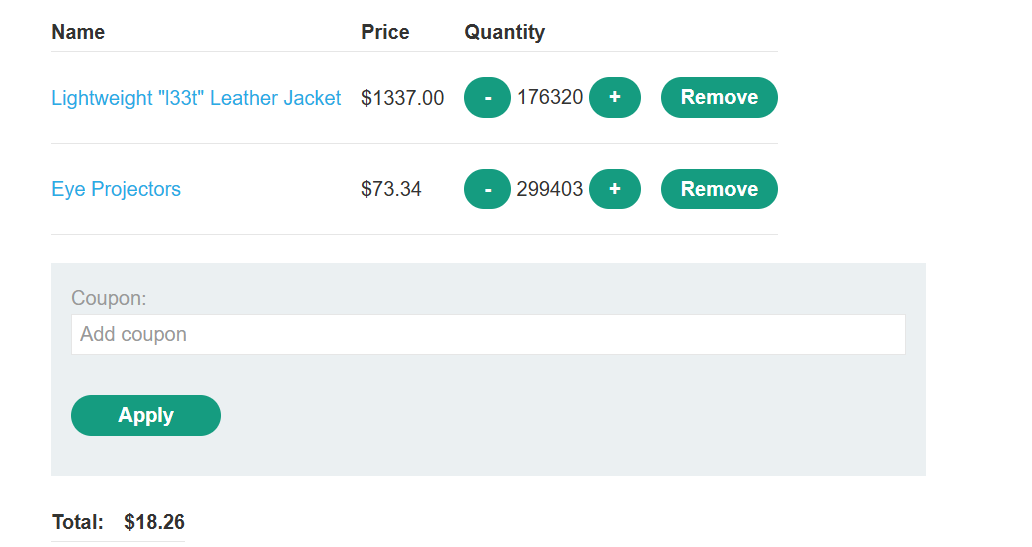 Name Price Quantity
Lightweight "l33t" Leather Jacket $1337.00 - 176320 + Remove
Eye Projectors $73.34 - 299403 + Remove
Coupon:
Add coupon
Apply
Total: $18.26